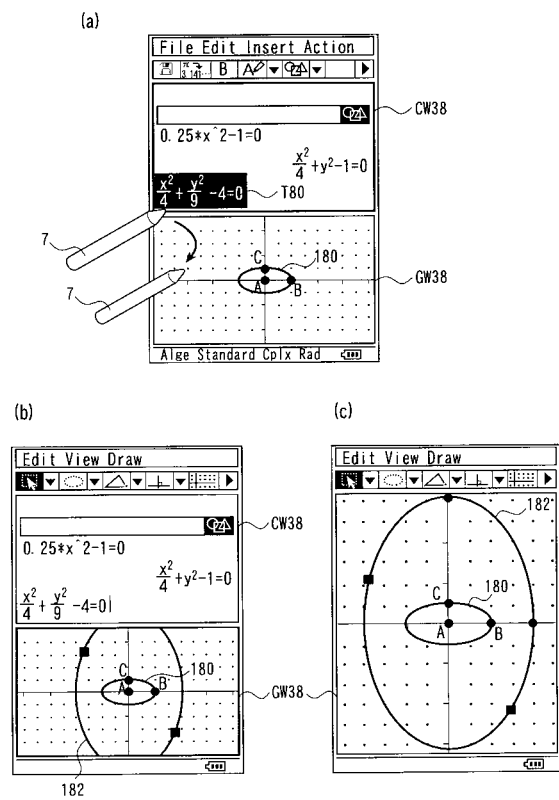 (a)
File Edit Insert Action
B A
CW38
0. 25*x^2-1=0
x²/4 + y²-1=0
x²/4 + y²/9 -4=0
T80
7
7
C
180
A
B
GW38
Alge Standard Cplx Rad
(b)
Edit View Draw
CW38
0. 25*x^2-1=0
x²/4 + y²-1=0
x²/4 + y²/9 -4=0
C
180
A
B
GW38
182
(c)
Edit View Draw
182
C
180
A
B